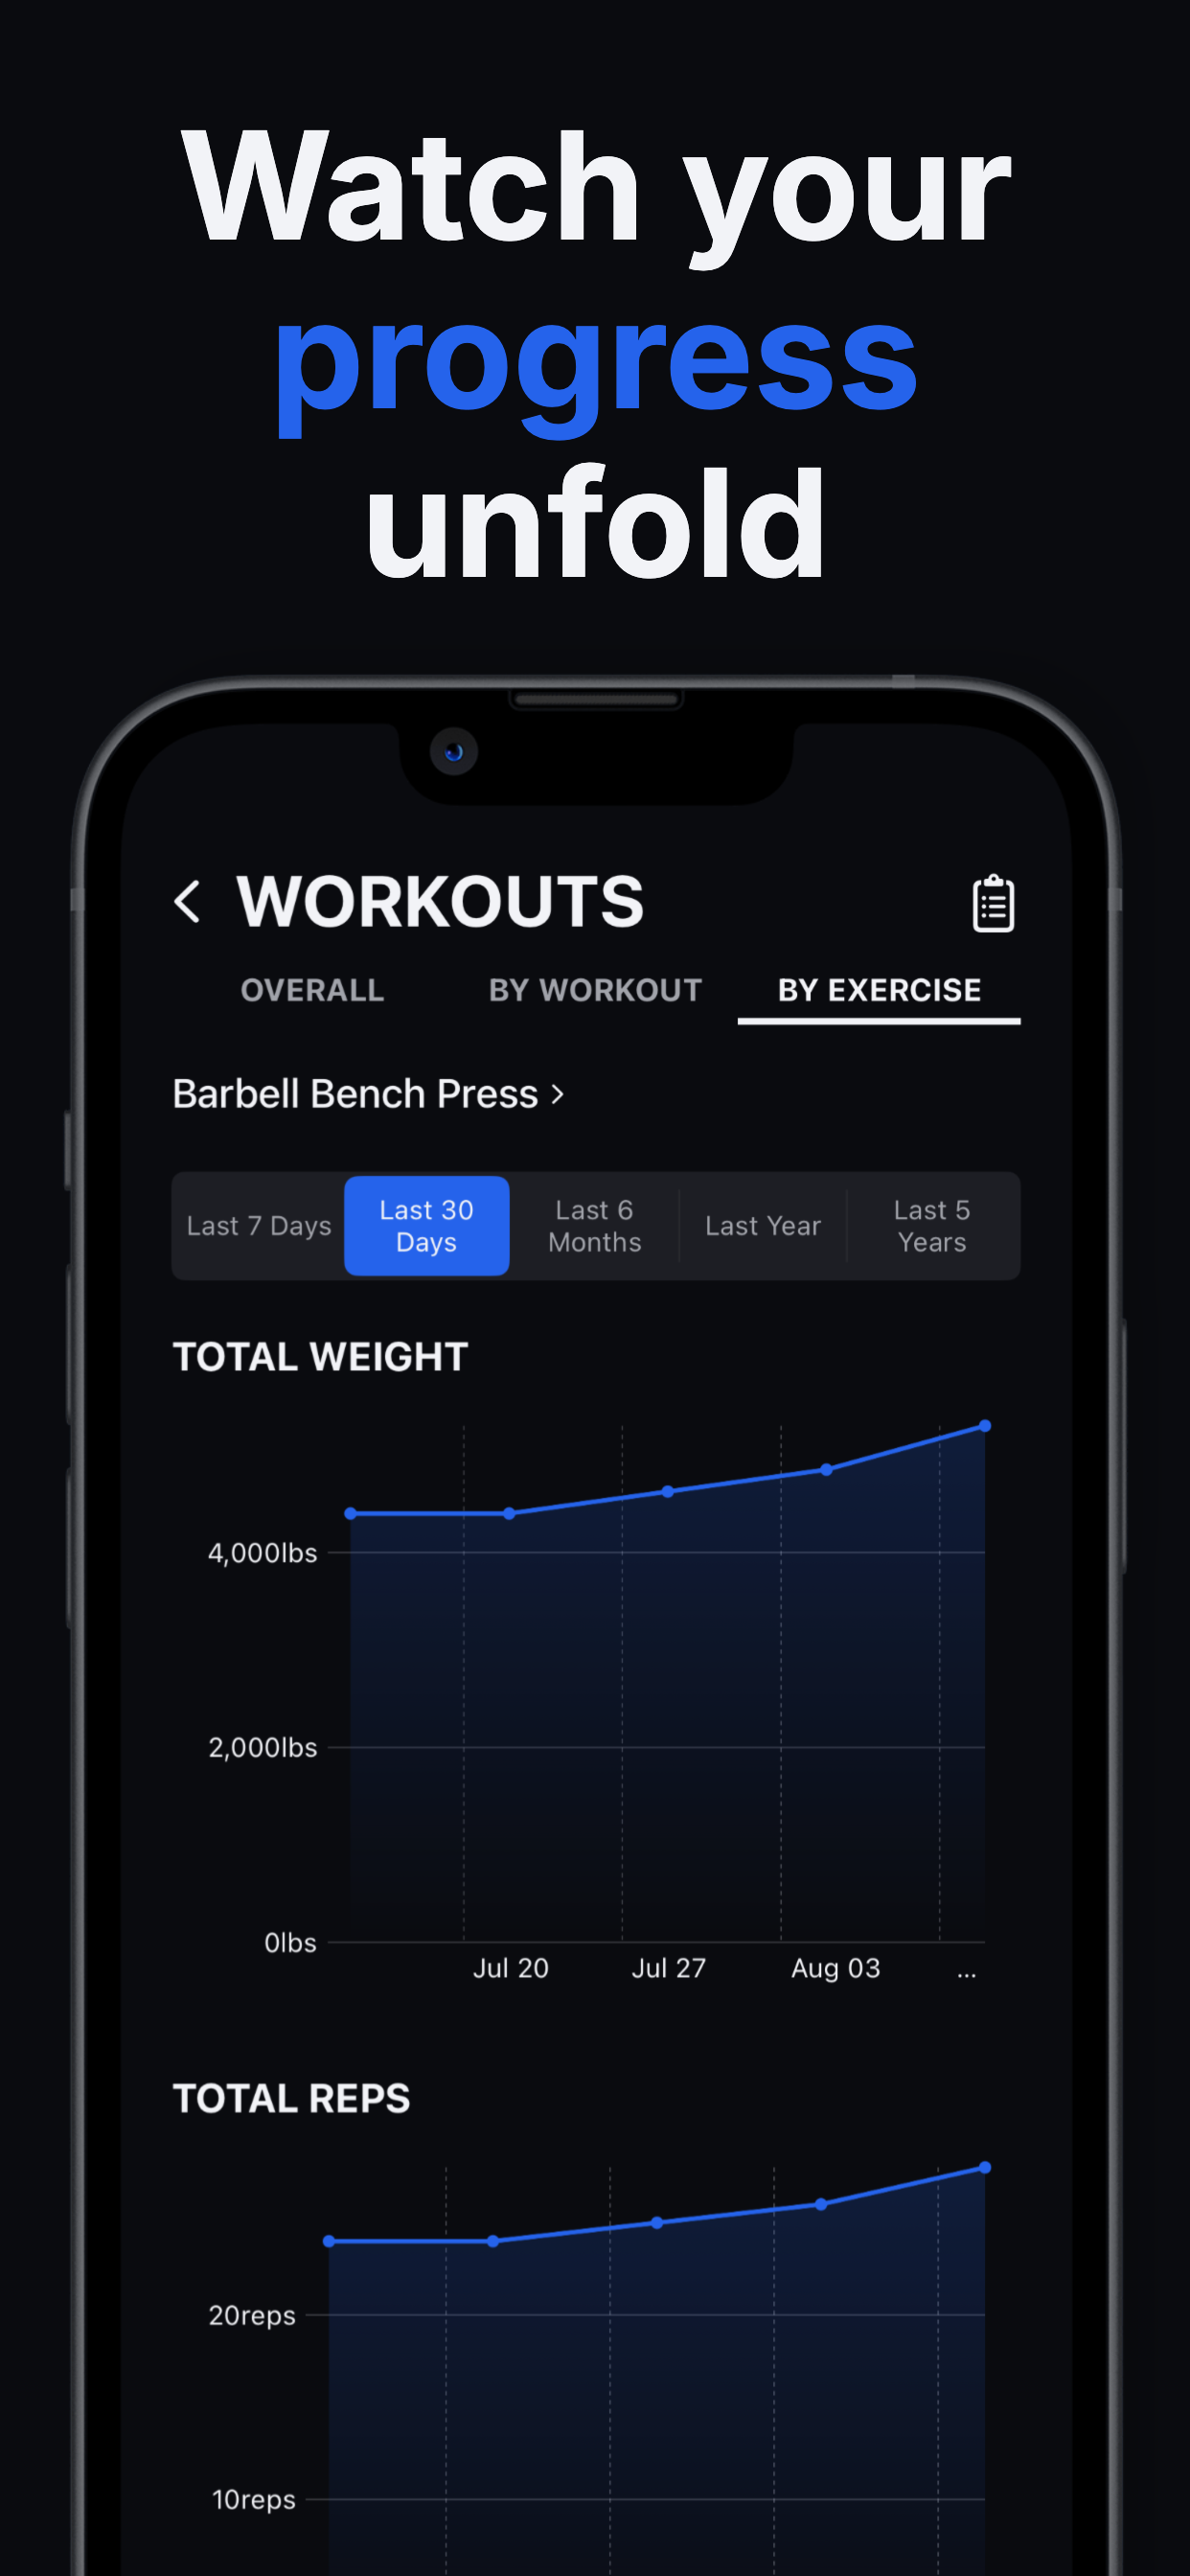 Watch your
progress
unfold
WORKOUTS
OVERALL BY WORKOUT BY EXERCISE
Barbell Bench Press >
Last 7 Days
Last 30
Days
Last 6
Months
Last Year
Last 5
Years
TOTAL WEIGHT
4,000lbs
2,000lbs
0lbs
Jul 20 Jul 27 Aug 03 ...
TOTAL REPS
20reps
10reps